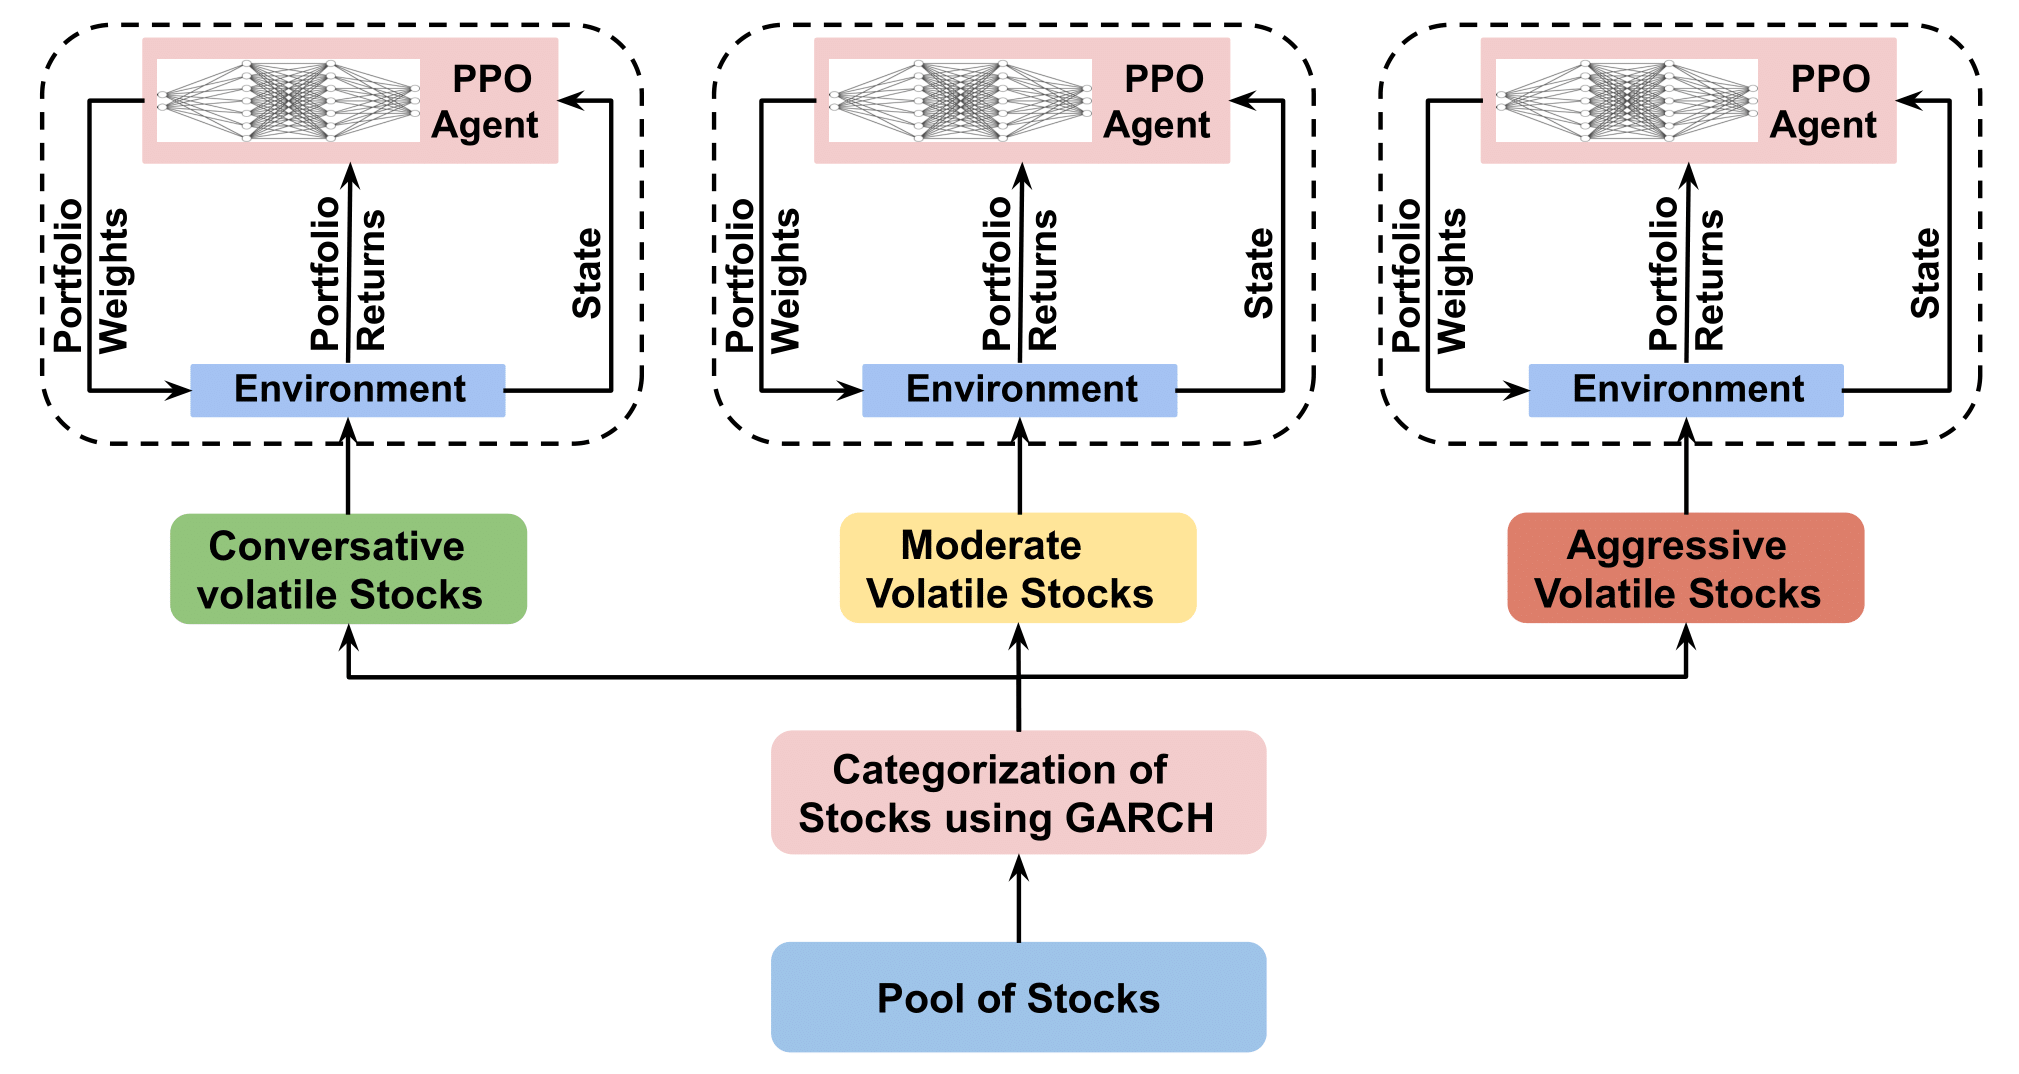 PPO
Agent
Portfolio
Weights
Portfolio
Returns
State
Environment
PPO
Agent
Portfolio
Weights
Portfolio
Returns
State
Environment
PPO
Agent
Portfolio
Weights
Portfolio
Returns
State
Environment
Conversative
volatile Stocks
Moderate
Volatile Stocks
Aggressive
Volatile Stocks
Categorization of
Stocks using GARCH
Pool of Stocks